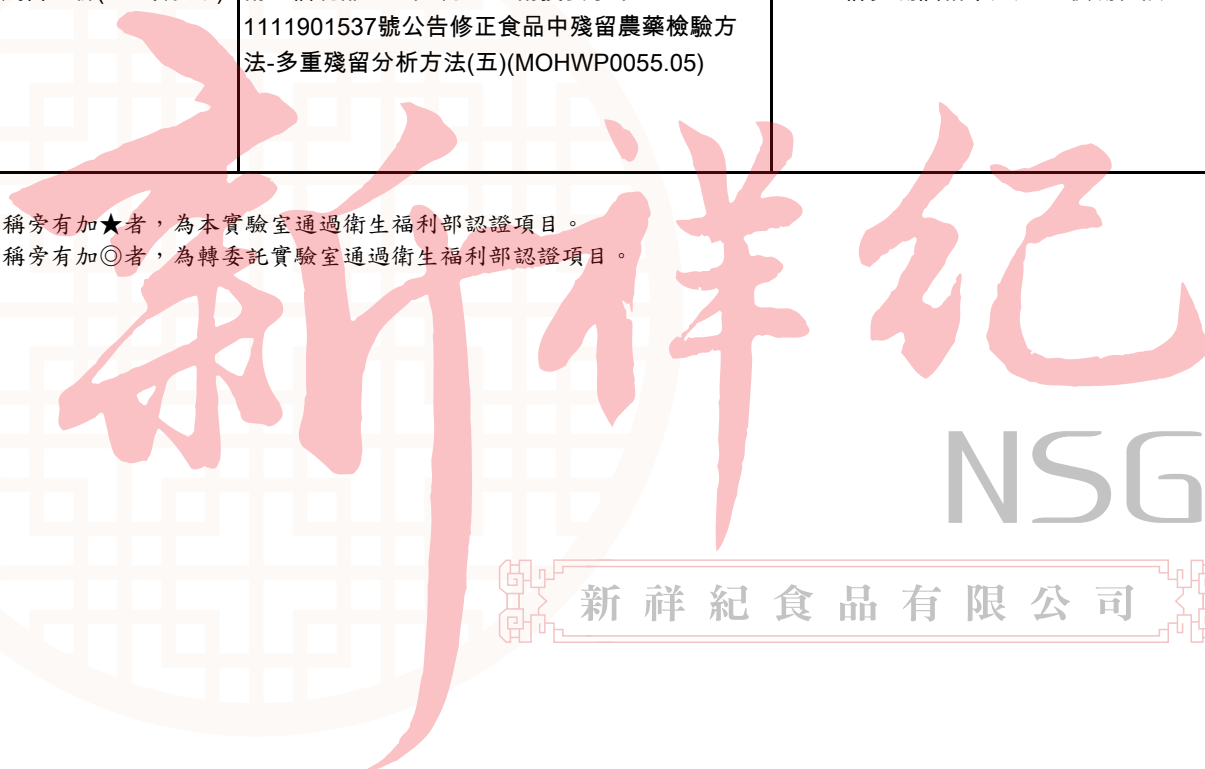 1111901537號公告修正食品中殘留農藥檢驗方
法-多重殘留分析方法(五)(MOHWP0055.05)
稱旁有加★者，為本實驗室通過衛生福利部認證項目。
稱旁有加◎者，為轉委託實驗室通過衛生福利部認證項目。
新祥紀
NSG
新祥紀食品有限公司